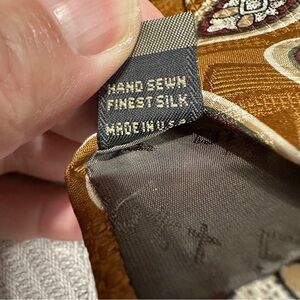 HAND SEWN
FINEST SILK
MADE IN U.S.A.